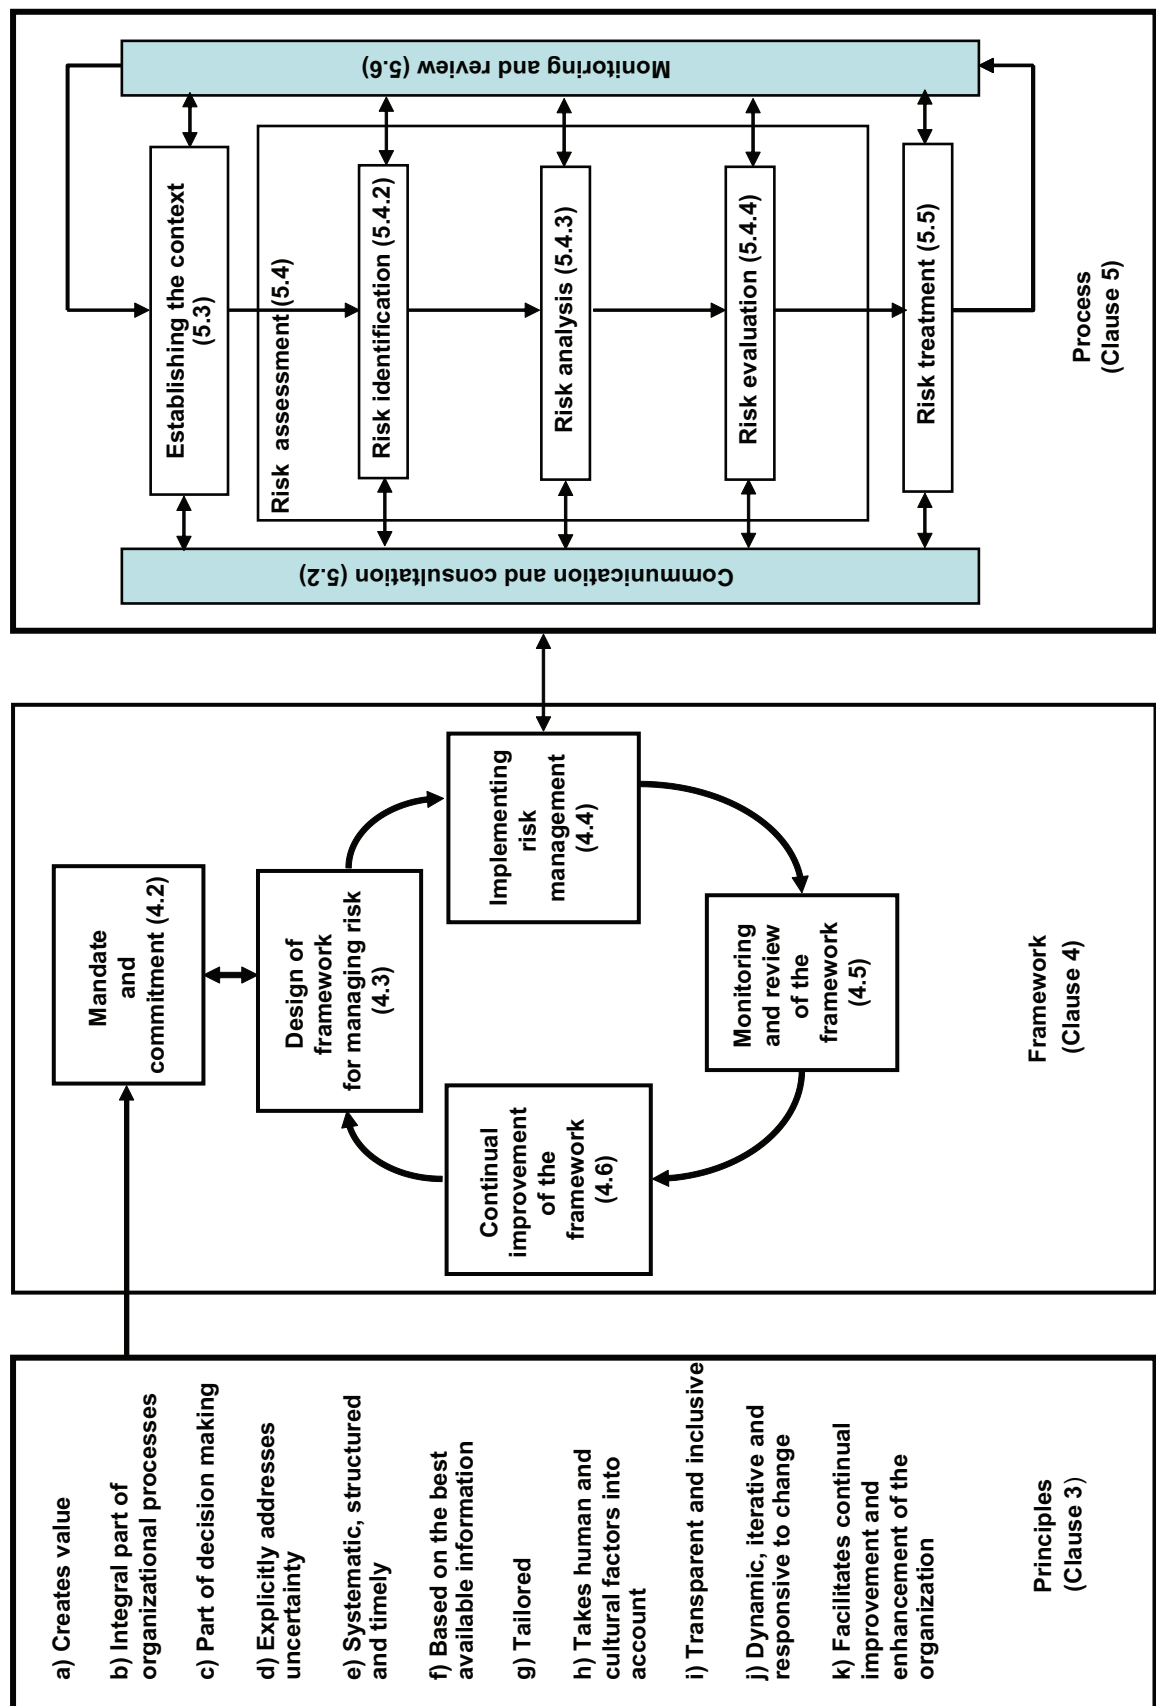 a) Creates value
b) Integral part of
organizational processes
c) Part of decision making
d) Explicitly addresses
uncertainty
e) Systematic, structured
and timely
f) Based on the best
available information
g) Tailored
h) Takes human and
cultural factors into
account
i) Transparent and inclusive
j) Dynamic, iterative and
responsive to change
k) Facilitates continual
improvement and
enhancement of the
organization
Principles
(Clause 3)
Mandate
and
commitment (4.2)
Design of
framework
for managing risk
(4.3)
Implementing
risk
management
(4.4)
Monitoring
and review
of the
framework
(4.5)
Continual
improvement
of the
framework
(4.6)
Framework
(Clause 4)
Communication and consultation (5.2)
Establishing the context
(5.3)
Risk assessment (5.4)
Risk identification (5.4.2)
Risk analysis (5.4.3)
Risk evaluation (5.4.4)
Risk treatment (5.5)
Monitoring and review (5.6)
Process
(Clause 5)